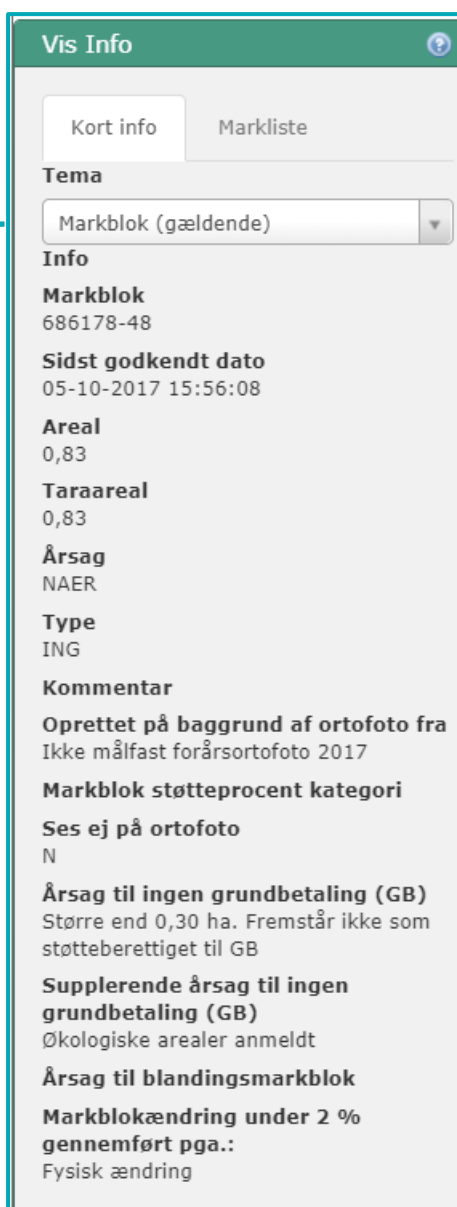 Vis Info
Kort info
Markliste
Tema
Markblok (gældende)
Info
Markblok
686178-48
Sidst godkendt dato
05-10-2017 15:56:08
Areal
0,83
Taraareal
0,83
Årsag
NAER
Type
ING
Kommentar
Oprettet på baggrund af ortofoto fra
Ikke målfast forårsortofoto 2017
Markblok støtteprocent kategori
Ses ej på ortofoto
N
Årsag til ingen grundbetaling (GB)
Større end 0,30 ha. Fremstår ikke som
støtteberettiget til GB
Supplerende årsag til ingen
grundbetaling (GB)
Økologiske arealer anmeldt
Årsag til blandingsmarkblok
Markblokændring under 2 %
gennemført pga.:
Fysisk ændring